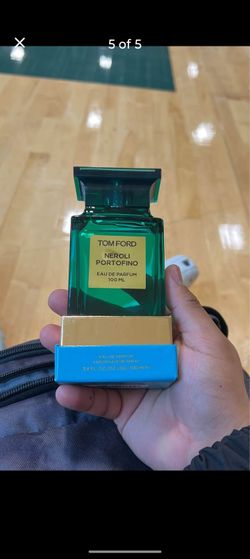 5 of 5
TOM FORD
NEROLI
PORTOFINO
EAU DE PARFUM
100 ML
EAU DE PARFUM